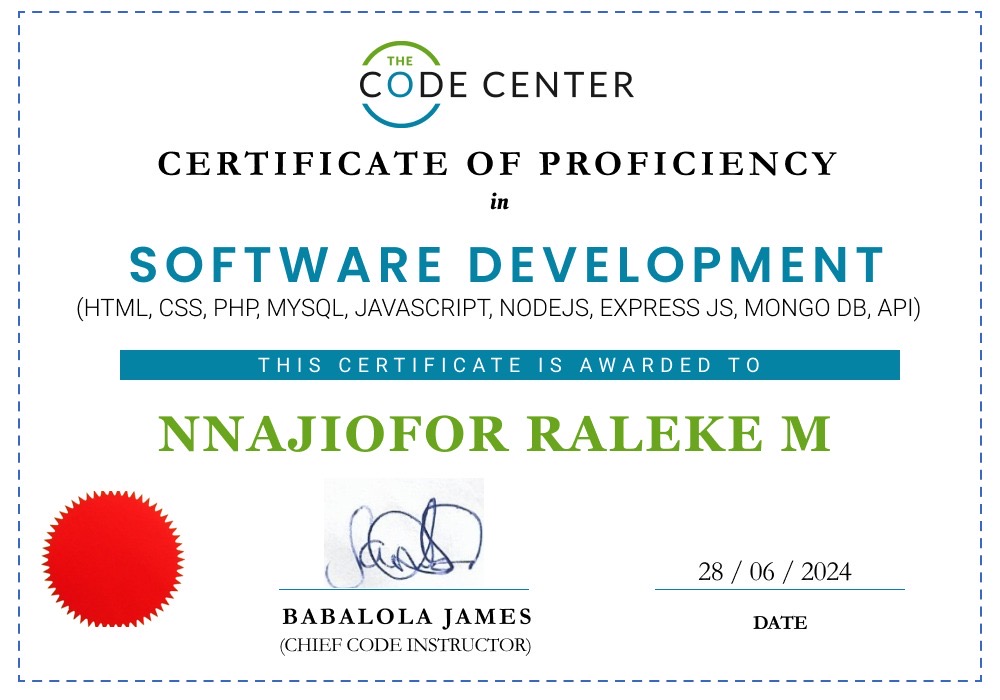 THE
CODE CENTER
CERTIFICATE OF PROFICIENCY
in
SOFTWARE DEVELOPMENT
(HTML, CSS, PHP, MYSQL, JAVASCRIPT, NODEJS, EXPRESS JS, MONGO DB, API)
THIS CERTIFICATE IS AWARDED TO
NNAJIOFOR RALEKE M
28 / 06 / 2024
BABALOLA JAMES
DATE
(CHIEF CODE INSTRUCTOR)